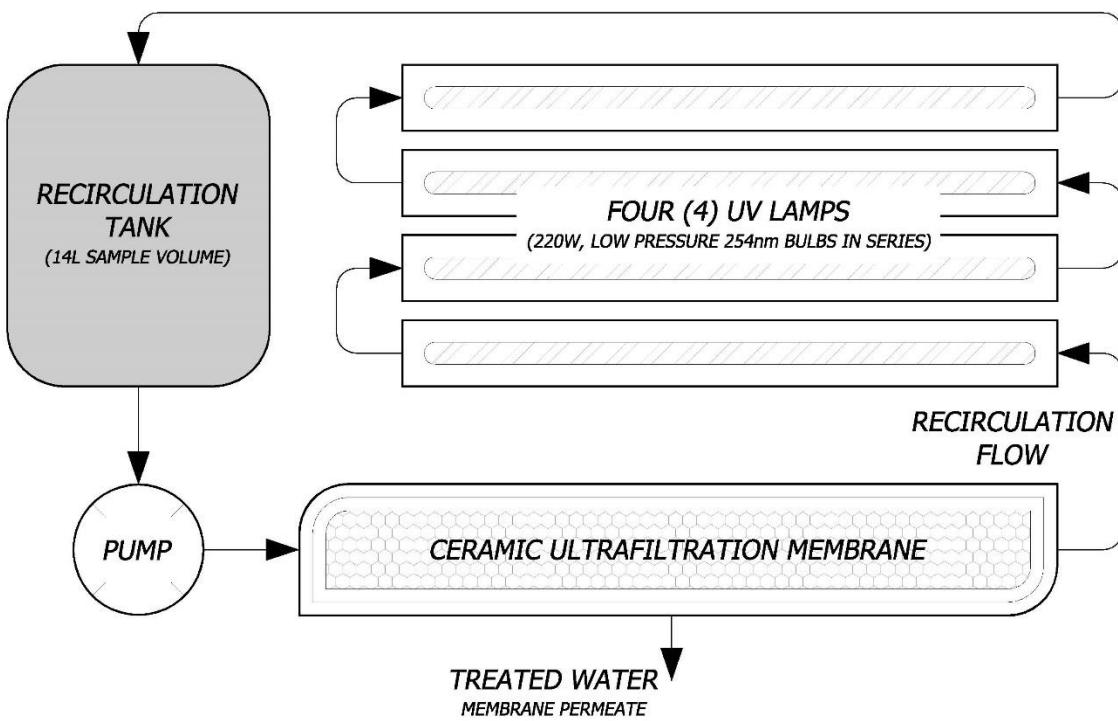 RECIRCULATION
TANK
(14L SAMPLE VOLUME)
FOUR (4) UV LAMPS
(220W, LOW PRESSURE 254nm BULBS IN SERIES)
RECIRCULATION
FLOW
PUMP
CERAMIC ULTRAFILTRATION MEMBRANE
TREATED WATER
MEMBRANE PERMEATE